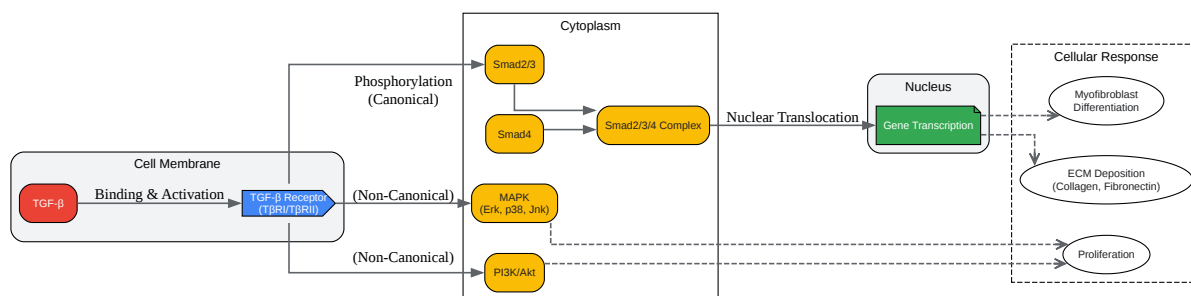 Cytoplasm
Smad2/3
Phosphorylation
(Canonical)
Smad4
Smad2/3/4 Complex
Nuclear Translocation
Nucleus
Gene Transcription
Cellular Response
Myofibroblast
Differentiation
ECM Deposition
(Collagen, Fibronectin)
Proliferation
Cell Membrane
TGF-β
Binding & Activation
TGF-β Receptor
(TβRI/TβRII)
(Non-Canonical)
MAPK
(Erk, p38, Jnk)
(Non-Canonical)
PI3K/Akt